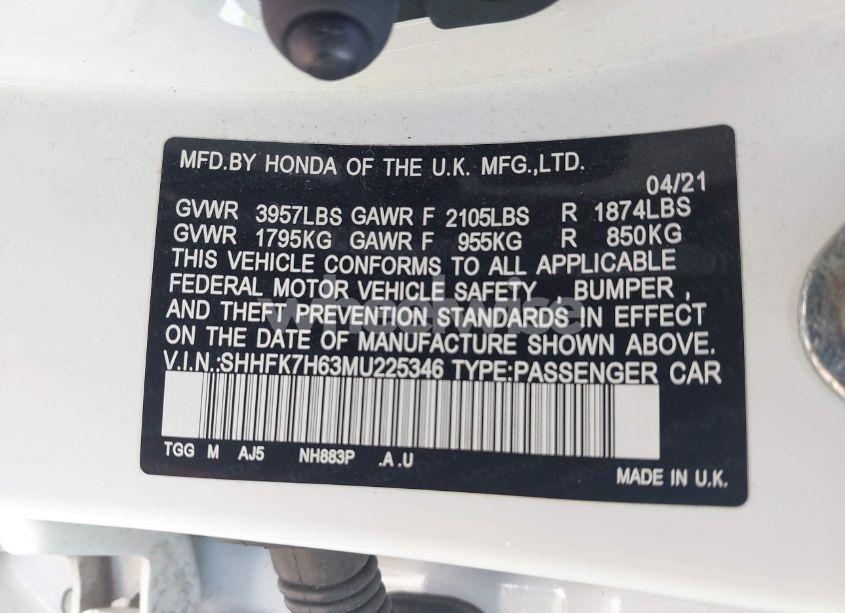 MFD.BY HONDA OF THE U.K. MFG.,LTD.
04/21
GVWR 3957LBS GAWR F 2105LBS R 1874LBS
GVWR 1795KG GAWR F 955KG R 850KG
THIS VEHICLE CONFORMS TO ALL APPLICABLE
FEDERAL MOTOR VEHICLE SAFETY, BUMPER,
AND THEFT PREVENTION STANDARDS IN EFFECT
ON THE DATE OF MANUFACTURE SHOWN ABOVE.
V.I.N.:SHHFK7H63MU225346 TYPE:PASSENGER CAR
TGG M AJ5 NH883P .A .U
MADE IN U.K.